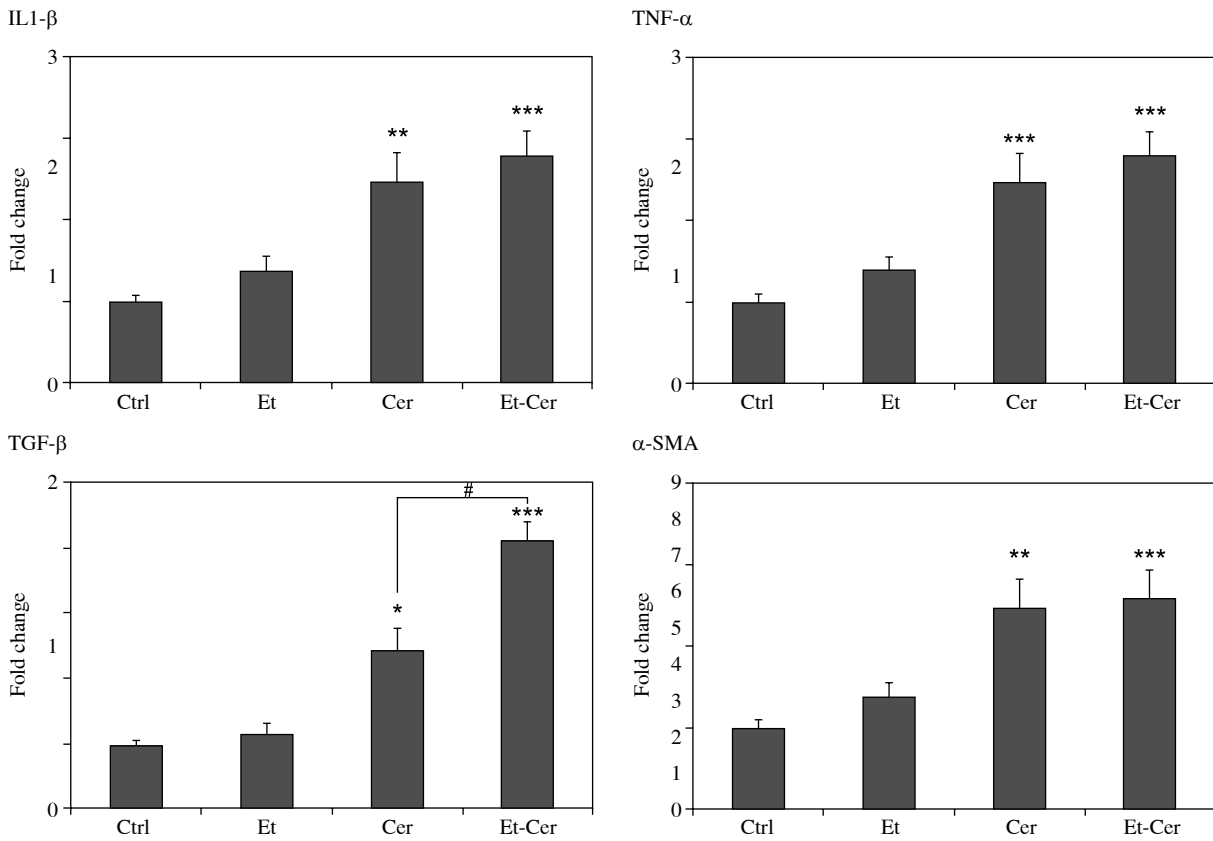 IL1-β
3
2
1
0
Fold change
**
***
Ctrl
Et
Cer
Et-Cer
TNF-α
3
2
1
0
Fold change
***
***
Ctrl
Et
Cer
Et-Cer
TGF-β
2
1
0
Fold change
#
*
***
Ctrl
Et
Cer
Et-Cer
α-SMA
9
8
7
6
5
4
3
2
1
0
Fold change
**
***
Ctrl
Et
Cer
Et-Cer